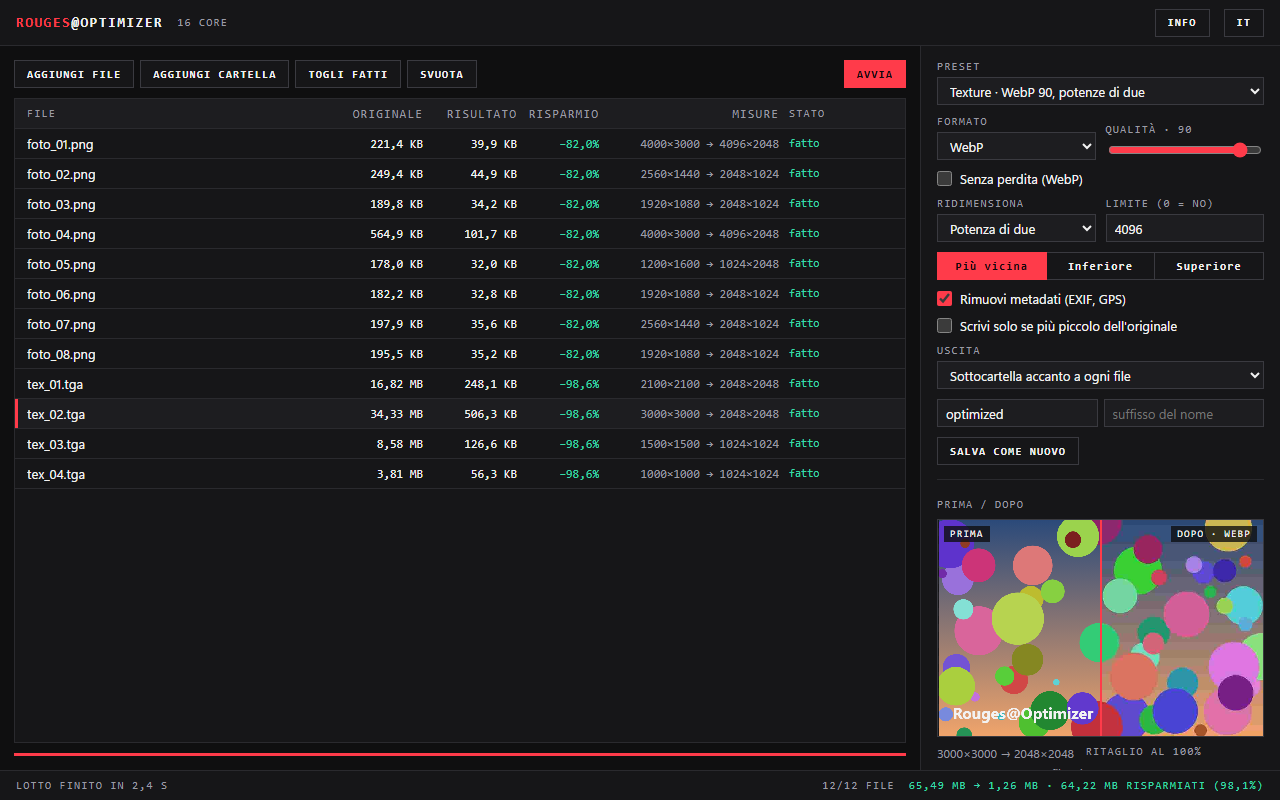 ROUGES@OPTIMIZER 16 CORE INFO IT
AGGIUNGI FILE AGGIUNGI CARTELLA TOGLI FATTI SVUOTA AVVIA
FILE ORIGINALE RISULTATO RISPARMIO MISURE STATO
foto_01.png 221,4 KB 39,9 KB −82,0% 4000×3000 → 4096×2048 fatto
foto_02.png 249,4 KB 44,9 KB −82,0% 2560×1440 → 2048×1024 fatto
foto_03.png 189,8 KB 34,2 KB −82,0% 1920×1080 → 2048×1024 fatto
foto_04.png 564,9 KB 101,7 KB −82,0% 4000×3000 → 4096×2048 fatto
foto_05.png 178,0 KB 32,0 KB −82,0% 1200×1600 → 1024×2048 fatto
foto_06.png 182,2 KB 32,8 KB −82,0% 1920×1080 → 2048×1024 fatto
foto_07.png 197,9 KB 35,6 KB −82,0% 2560×1440 → 2048×1024 fatto
foto_08.png 195,5 KB 35,2 KB −82,0% 1920×1080 → 2048×1024 fatto
tex_01.tga 16,82 MB 248,1 KB −98,6% 2100×2100 → 2048×2048 fatto
tex_02.tga 34,33 MB 506,3 KB −98,6% 3000×3000 → 2048×2048 fatto
tex_03.tga 8,58 MB 126,6 KB −98,6% 1500×1500 → 1024×1024 fatto
tex_04.tga 3,81 MB 56,3 KB −98,6% 1000×1000 → 1024×1024 fatto
PRESET
Texture · WebP 90, potenze di due
FORMATO QUALITÀ · 90
WebP
Senza perdita (WebP)
RIDIMENSIONA LIMITE (0 = NO)
Potenza di due 4096
Più vicina Inferiore Superiore
Rimuovi metadati (EXIF, GPS)
Scrivi solo se più piccolo dell'originale
USCITA
Sottocartella accanto a ogni file
optimized suffisso del nome
SALVA COME NUOVO
PRIMA / DOPO
PRIMA DOPO · WEBP
Rouges@Optimizer
3000×3000 → 2048×2048 RITAGLIO AL 100%
LOTTO FINITO IN 2,4 S 12/12 FILE 65,49 MB → 1,26 MB · 64,22 MB RISPARMIATI (98,1%)